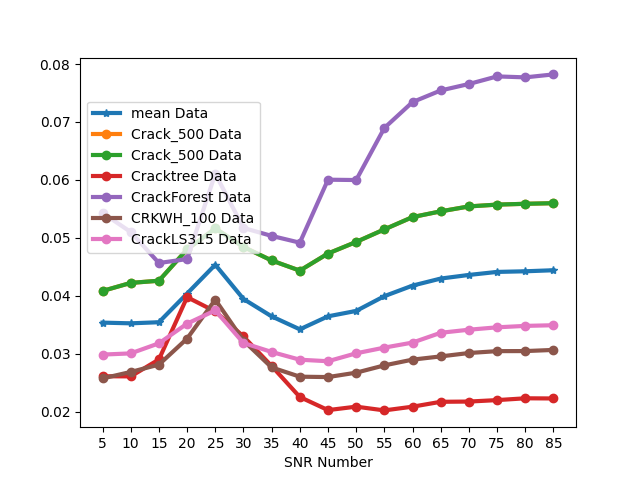 0.08
0.07
0.06
0.05
0.04
0.03
0.02
mean Data
Crack_500 Data
Crack_500 Data
Cracktree Data
CrackForest Data
CRKWH_100 Data
CrackLS315 Data
5 10 15 20 25 30 35 40 45 50 55 60 65 70 75 80 85
SNR Number